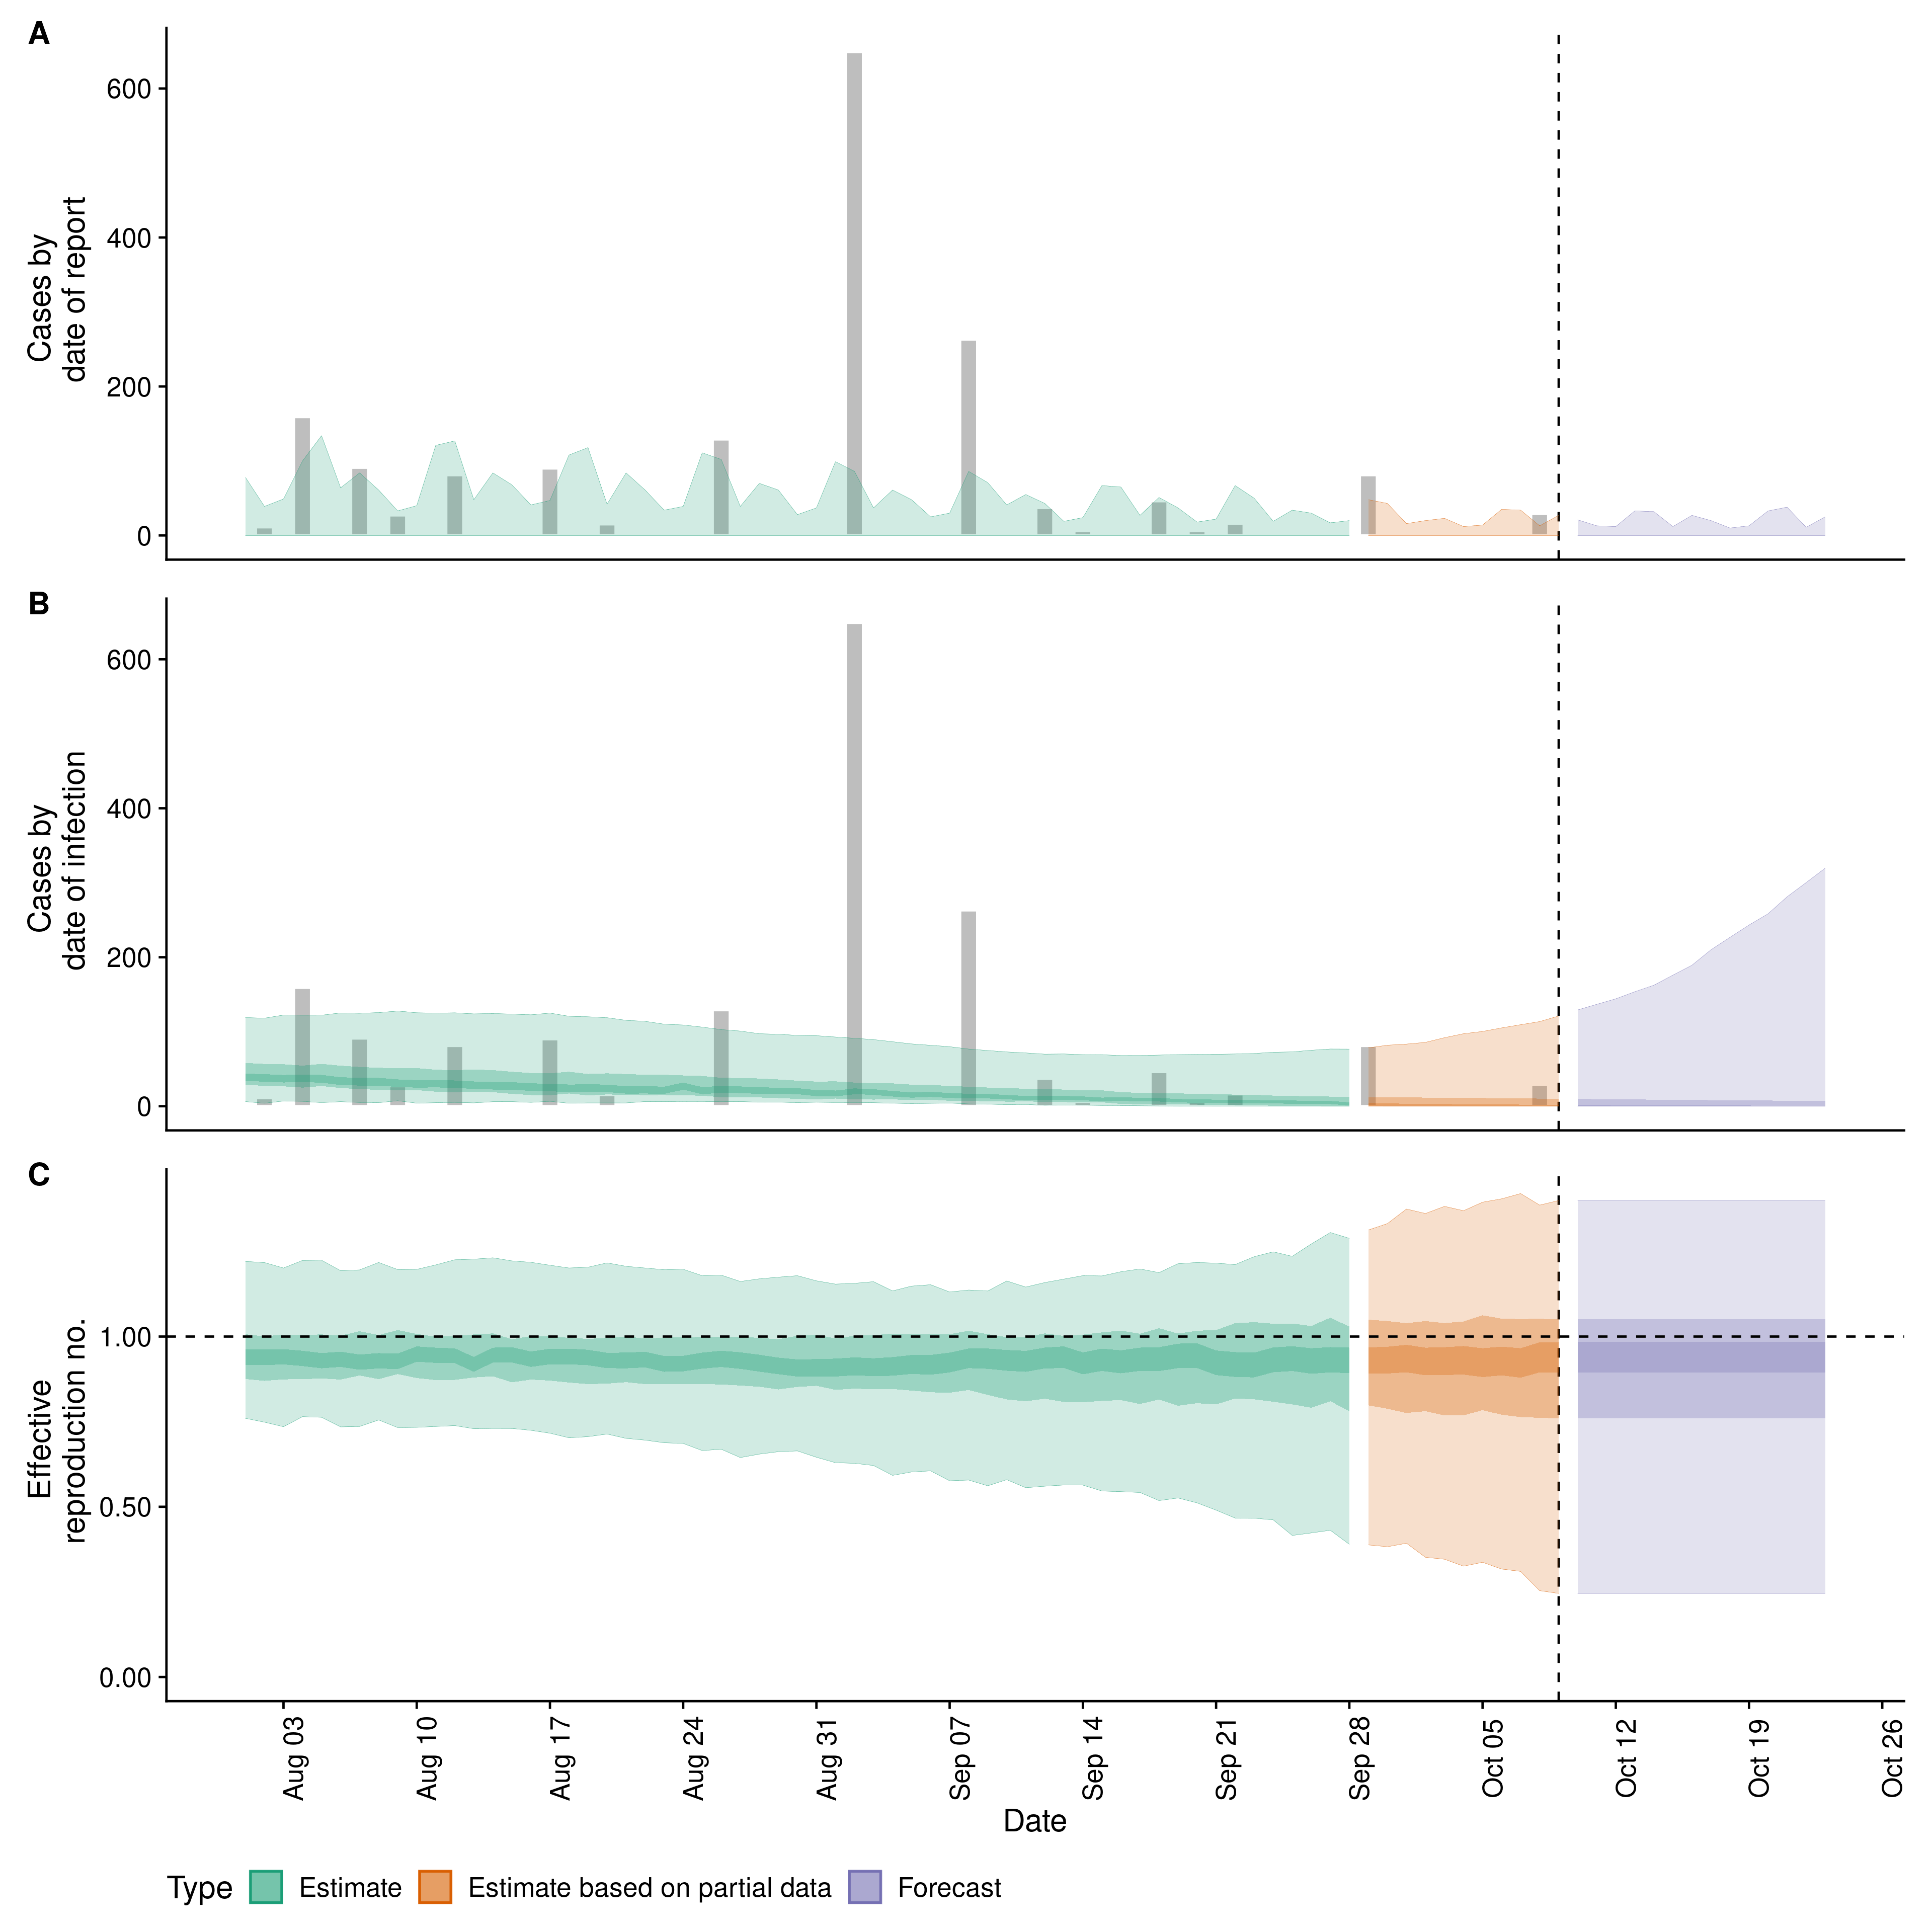 A
Cases by
date of report
600
400
200
0
B
Cases by
date of infection
600
400
200
0
C
Effective
reproduction no.
1.00
0.50
0.00
Aug 03
Aug 10
Aug 17
Aug 24
Aug 31
Sep 07
Sep 14
Sep 21
Sep 28
Oct 05
Oct 12
Oct 19
Oct 26
Date
Type Estimate Estimate based on partial data Forecast